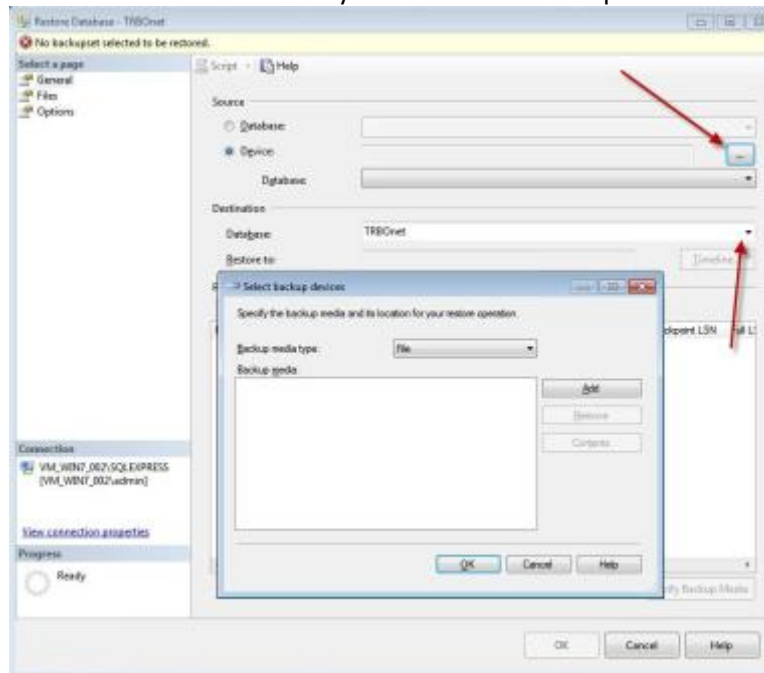 Restore Database - TRBOnet
No backupset selected to be restored.
Select a page
General
Files
Options
Script
Help
Source
Database:
Device:
Database:
Destination
Database:
TRBOnet
Restore to:
Timeline
Select backup devices
Specify the backup media and its location for your restore operation.
Backup media type:
File
Backup media:
Add
Remove
Contents
OK
Cancel
Help
LSN
Connection
VM_WIN7_002\SQLEXPRESS
[VM_WIN7_002\admin]
View connection properties
Progress
Ready
Backup Media
OK
Cancel
Help